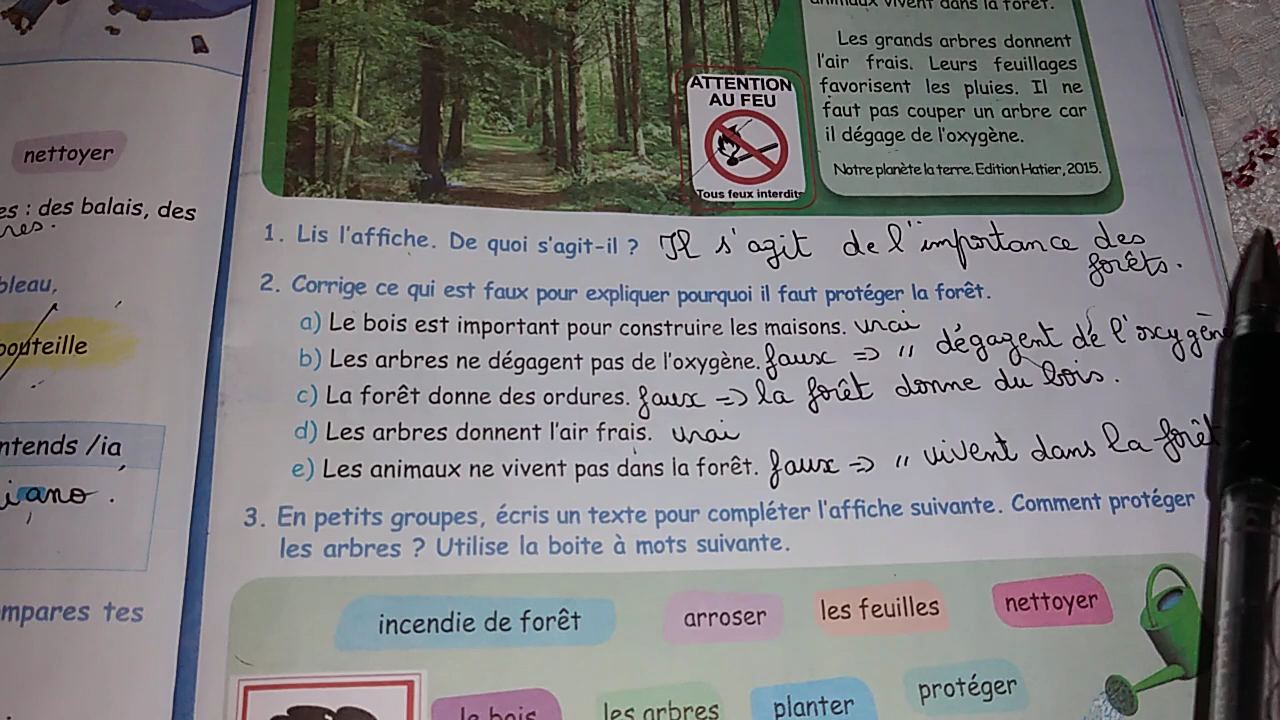 animaux vivent dans la forêt.
Les grands arbres donnent
l'air frais. Leurs feuillages
favorisent les pluies. Il ne
faut pas couper un arbre car
il dégage de l'oxygène.
Notre planète la terre. Edition Hatier, 2015.
ATTENTION
AU FEU
Tous feux interdits
nettoyer
es : des balais, des
res.
bleau,
bouteille
ntends /ia
iano.
mpares tes
1. Lis l'affiche. De quoi s'agit-il ? Il s'agit de l'importance des
forêts.
2. Corrige ce qui est faux pour expliquer pourquoi il faut protéger la forêt.
a) Le bois est important pour construire les maisons. vrai
b) Les arbres ne dégagent pas de l'oxygène. faux => " dégagent de l'oxygène
c) La forêt donne des ordures. faux => la forêt donne du bois.
d) Les arbres donnent l'air frais. vrai
e) Les animaux ne vivent pas dans la forêt. faux => " vivent dans la forêt
3. En petits groupes, écris un texte pour compléter l'affiche suivante. Comment protéger
les arbres ? Utilise la boite à mots suivante.
incendie de forêt arroser les feuilles nettoyer
le bois les arbres planter protéger